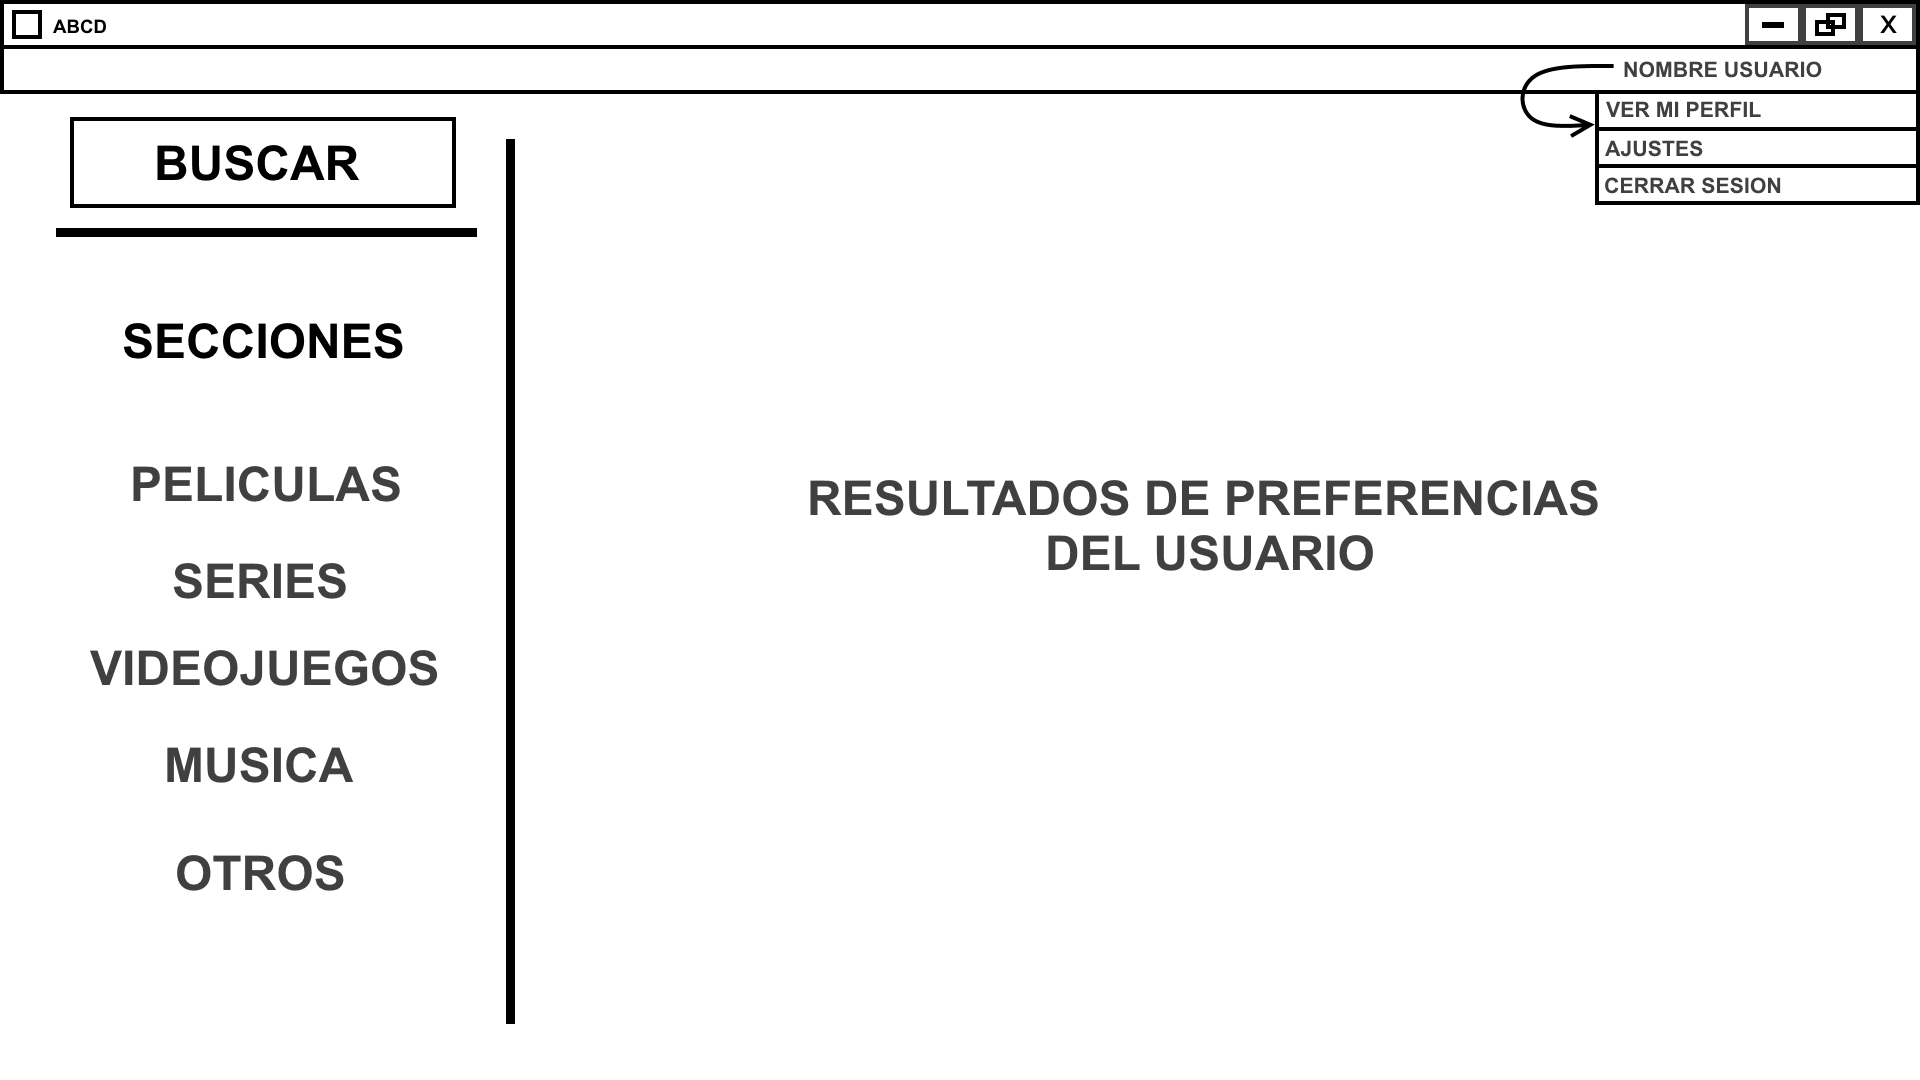 ABCD
X
NOMBRE USUARIO
VER MI PERFIL
AJUSTES
CERRAR SESION
BUSCAR
SECCIONES
PELICULAS
SERIES
VIDEOJUEGOS
MUSICA
OTROS
RESULTADOS DE PREFERENCIAS
DEL USUARIO